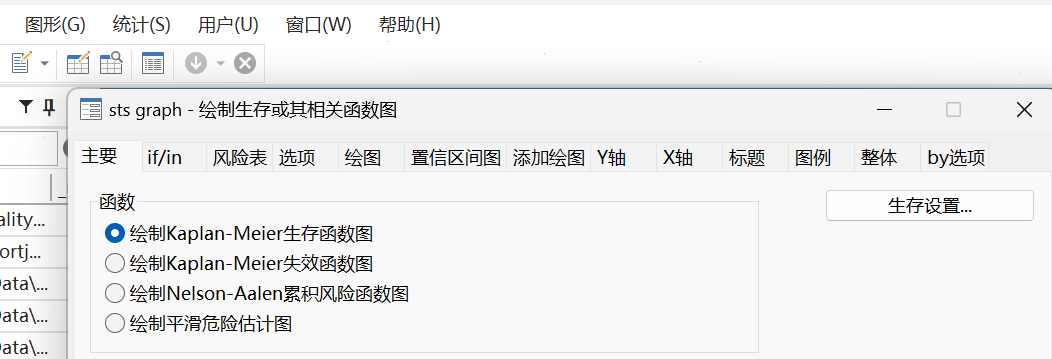 图形(G) 统计(S) 用户(U) 窗口(W) 帮助(H)
sts graph - 绘制生存或其相关函数图
主要 if/in 风险表 选项 绘图 置信区间图 添加绘图 Y轴 X轴 标题 图例 整体 by选项
函数
生存设置...
绘制Kaplan-Meier生存函数图
绘制Kaplan-Meier失效函数图
绘制Nelson-Aalen累积风险函数图
绘制平滑危险估计图
ality...
ortj...
Data\...
Data\...
Data\...